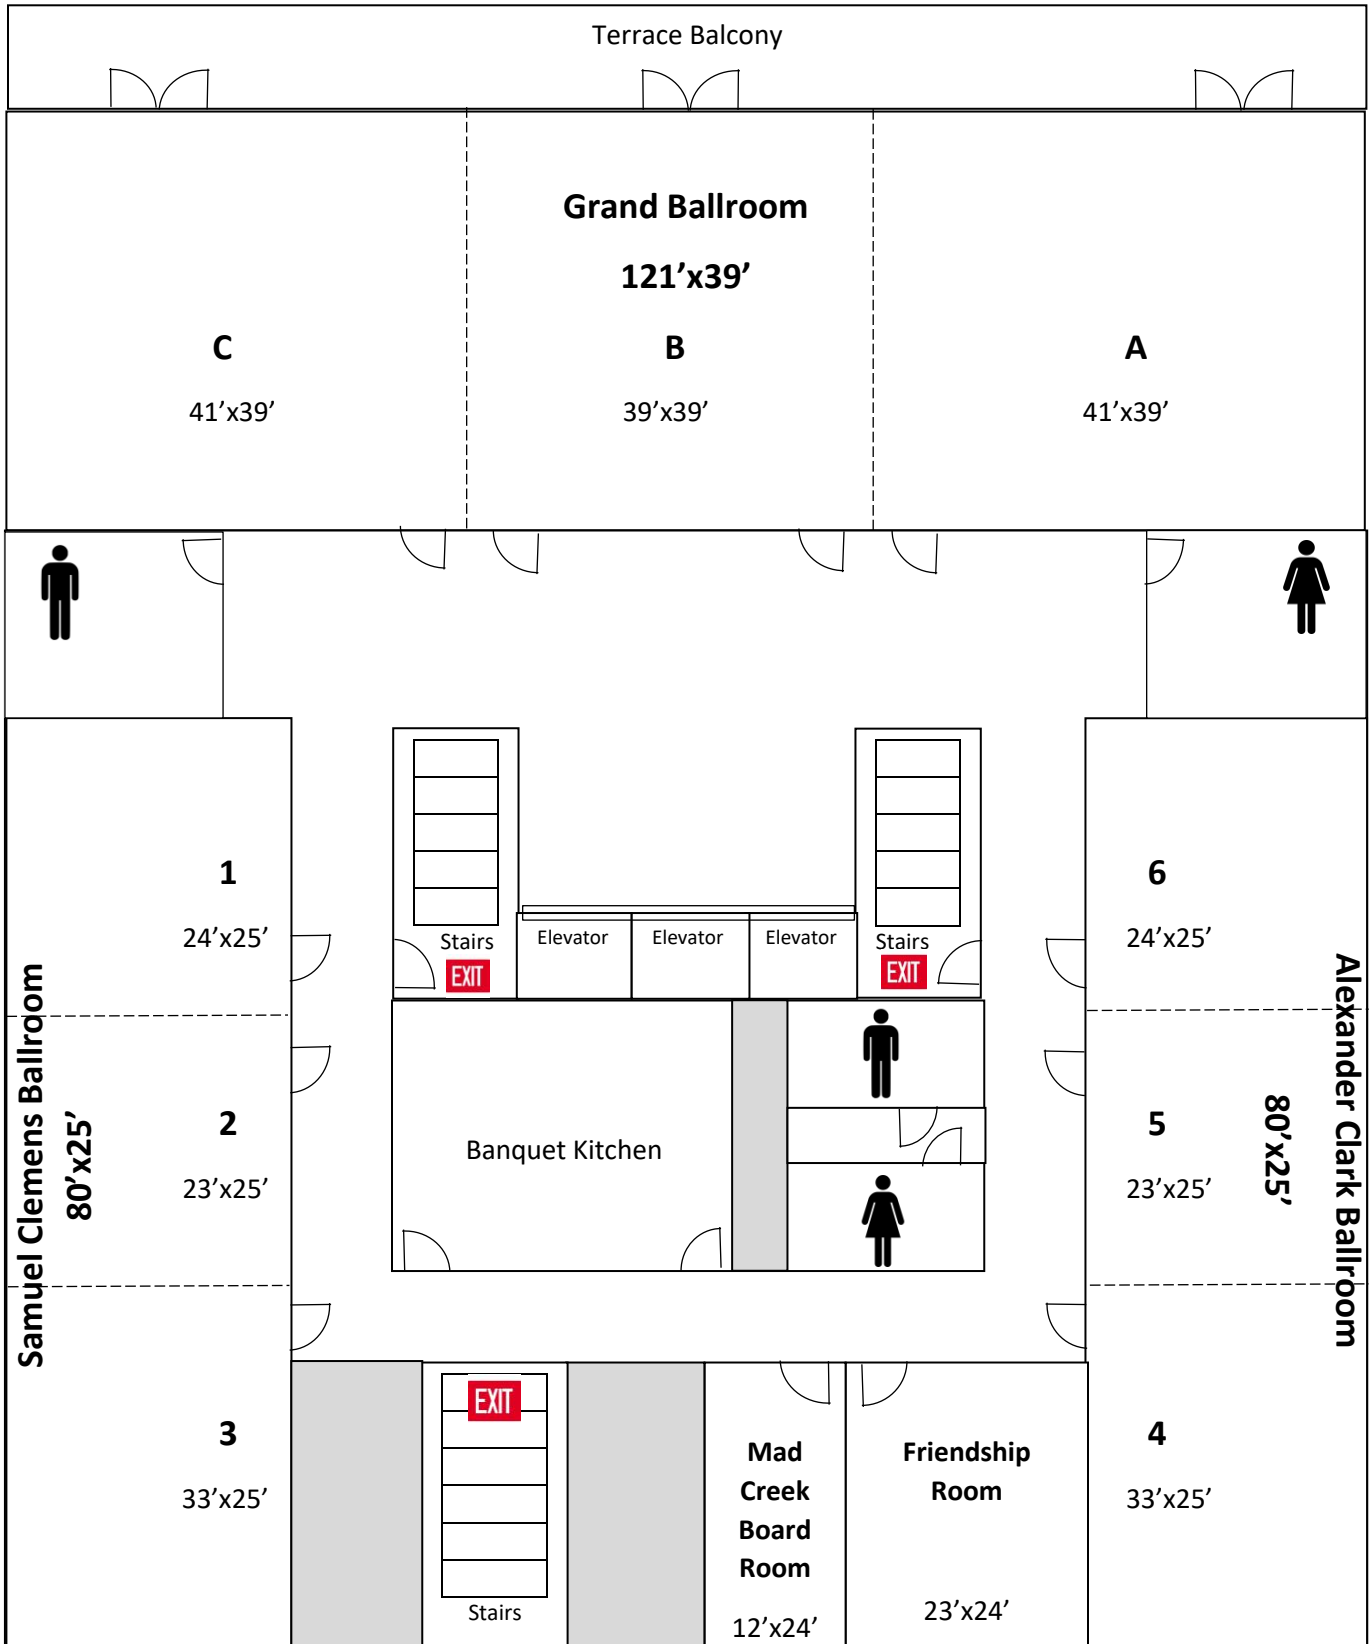 Terrace Balcony
Grand Ballroom
121’x39’
C
B
A
41’x39’
39’x39’
41’x39’
1
24’x25’
6
24’x25’
Stairs
EXIT
Elevator
Elevator
Elevator
Stairs
EXIT
Samuel Clemens Ballroom
80’x25’
2
23’x25’
Banquet Kitchen
5
23’x25’
80’x25’
Alexander Clark Ballroom
3
33’x25’
EXIT
Stairs
Mad
Creek
Board
Room
12’x24’
Friendship
Room
23’x24’
4
33’x25’